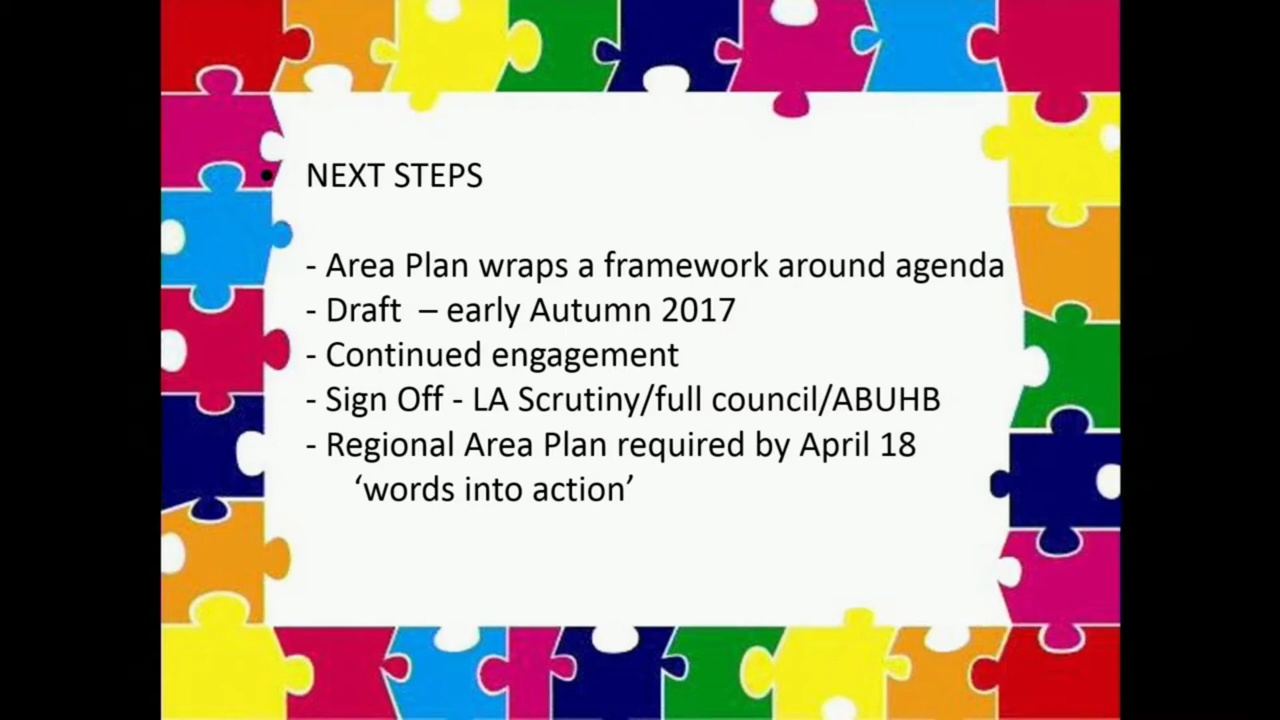 • NEXT STEPS
- Area Plan wraps a framework around agenda
- Draft – early Autumn 2017
- Continued engagement
- Sign Off - LA Scrutiny/full council/ABUHB
- Regional Area Plan required by April 18
‘words into action’